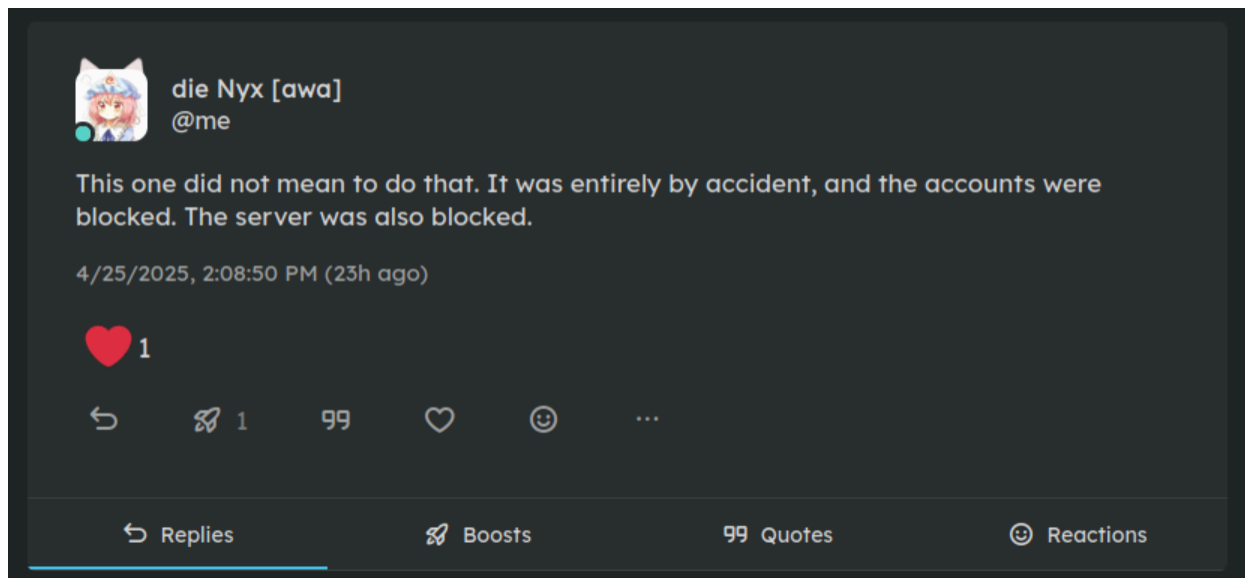 die Nyx [awa]
@me
This one did not mean to do that. It was entirely by accident, and the accounts were
blocked. The server was also blocked.
4/25/2025, 2:08:50 PM (23h ago)
1
1
Replies Boosts Quotes Reactions